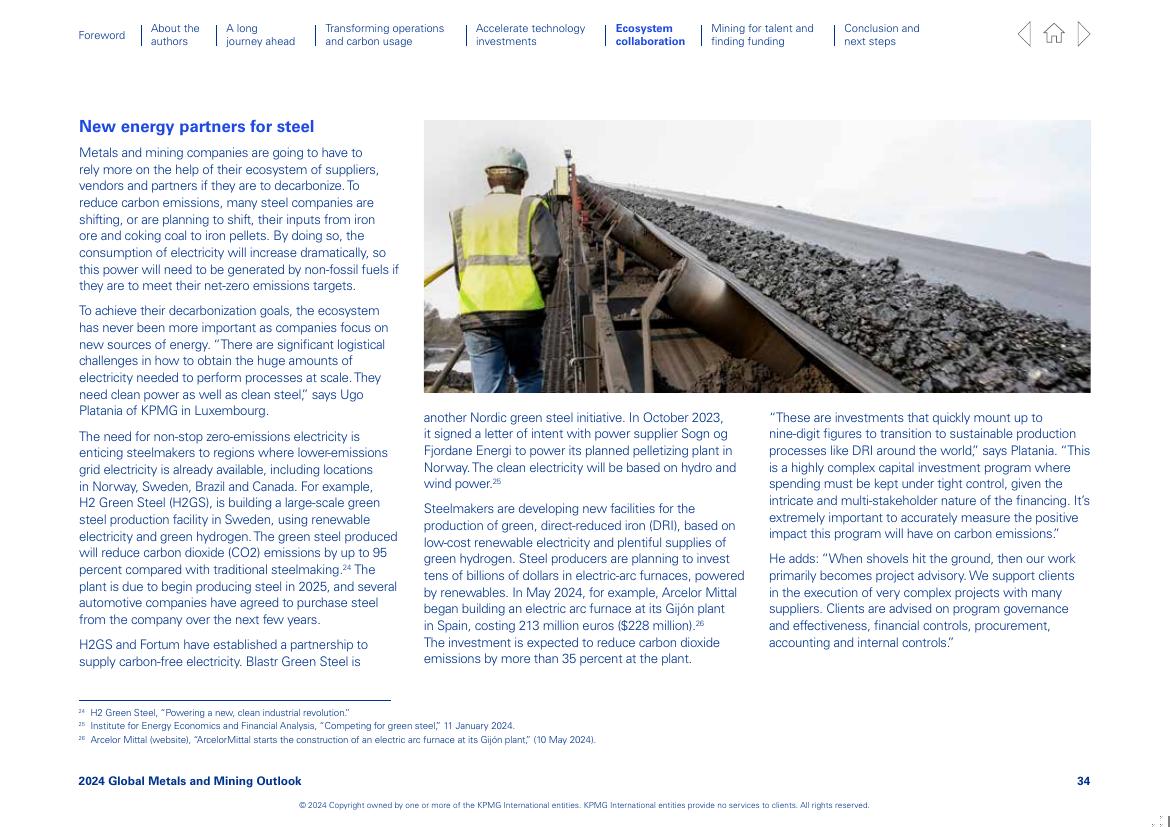 Foreword
About the
authors
A long
journey ahead
Transforming operations
and carbon usage
Accelerate technology
investments
Ecosystem
collaboration
Mining for talent and
finding funding
Conclusion and
next steps
New energy partners for steel
Metals and mining companies are going to have to
rely more on the help of their ecosystem of suppliers,
vendors and partners if they are to decarbonize. To
reduce carbon emissions, many steel companies are
shifting, or are planning to shift, their inputs from iron
ore and coking coal to iron pellets. By doing so, the
consumption of electricity will increase dramatically, so
this power will need to be generated by non-fossil fuels if
they are to meet their net-zero emissions targets.
To achieve their decarbonization goals, the ecosystem
has never been more important as companies focus on
new sources of energy. “There are significant logistical
challenges in how to obtain the huge amounts of
electricity needed to perform processes at scale. They
need clean power as well as clean steel,” says Ugo
Platania of KPMG in Luxembourg.
The need for non-stop zero-emissions electricity is
enticing steelmakers to regions where lower-emissions
grid electricity is already available, including locations
in Norway, Sweden, Brazil and Canada. For example,
H2 Green Steel (H2GS), is building a large-scale green
steel production facility in Sweden, using renewable
electricity and green hydrogen. The green steel produced
will reduce carbon dioxide (CO2) emissions by up to 95
percent compared with traditional steelmaking.24 The
plant is due to begin producing steel in 2025, and several
automotive companies have agreed to purchase steel
from the company over the next few years.
H2GS and Fortum have established a partnership to
supply carbon-free electricity. Blastr Green Steel is
another Nordic green steel initiative. In October 2023,
it signed a letter of intent with power supplier Sogn og
Fjordane Energi to power its planned pelletizing plant in
Norway. The clean electricity will be based on hydro and
wind power.25
Steelmakers are developing new facilities for the
production of green, direct-reduced iron (DRI), based on
low-cost renewable electricity and plentiful supplies of
green hydrogen. Steel producers are planning to invest
tens of billions of dollars in electric-arc furnaces, powered
by renewables. In May 2024, for example, Arcelor Mittal
began building an electric arc furnace at its Gijón plant
in Spain, costing 213 million euros ($228 million).26
The investment is expected to reduce carbon dioxide
emissions by more than 35 percent at the plant.
“These are investments that quickly mount up to
nine-digit figures to transition to sustainable production
processes like DRI around the world,” says Platania. “This
is a highly complex capital investment program where
spending must be kept under tight control, given the
intricate and multi-stakeholder nature of the financing. It’s
extremely important to accurately measure the positive
impact this program will have on carbon emissions.”
He adds: “When shovels hit the ground, then our work
primarily becomes project advisory. We support clients
in the execution of very complex projects with many
suppliers. Clients are advised on program governance
and effectiveness, financial controls, procurement,
accounting and internal controls.”
24 H2 Green Steel, “Powering a new, clean industrial revolution.”
25 Institute for Energy Economics and Financial Analysis, “Competing for green steel,” 11 January 2024.
26 Arcelor Mittal (website), “ArcelorMittal starts the construction of an electric arc furnace at its Gijón plant,” (10 May 2024).
2024 Global Metals and Mining Outlook
34
© 2024 Copyright owned by one or more of the KPMG International entities. KPMG International entities provide no services to clients. All rights reserved.